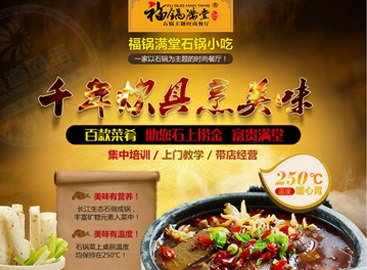 FU GUO MAN TANG
福锅满堂®
石锅主题时尚餐厅
福锅满堂石锅小吃
一家以石锅为主题的时尚餐厅！
千年炊具烹美味
百款菜肴 助您石上捞金 富贵满堂
集中培训 / 上门教学 / 带店经营
美味有营养！
长江生态石做成锅，
丰富矿物元素入菜中！
美味有温度！
石锅菜上桌前温度
均保持在250℃！
250℃
温度 暖心胃